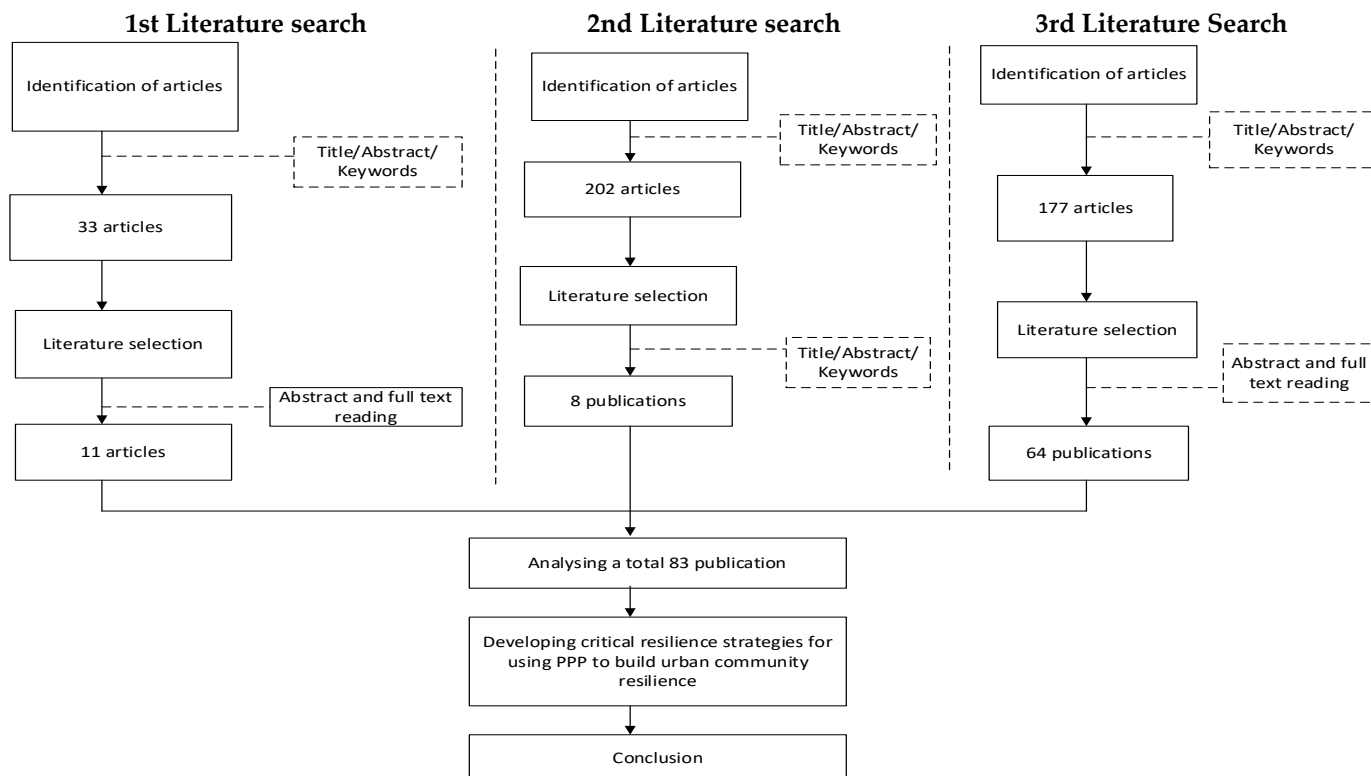 1st Literature search
Identification of articles
Title/Abstract/
Keywords
33 articles
Literature selection
Abstract and full text
reading
11 articles
2nd Literature search
Identification of articles
Title/Abstract/
Keywords
202 articles
Literature selection
Title/Abstract/
Keywords
8 publications
3rd Literature Search
Identification of articles
Title/Abstract/
Keywords
177 articles
Literature selection
Abstract and full
text reading
64 publications
Analysing a total 83 publication
Developing critical resilience strategies for
using PPP to build urban community
resilience
Conclusion